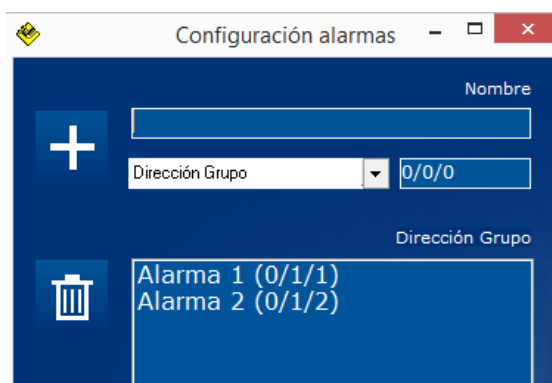 Configuración alarmas
Nombre
Dirección Grupo 0/0/0
Dirección Grupo
Alarma 1 (0/1/1)
Alarma 2 (0/1/2)